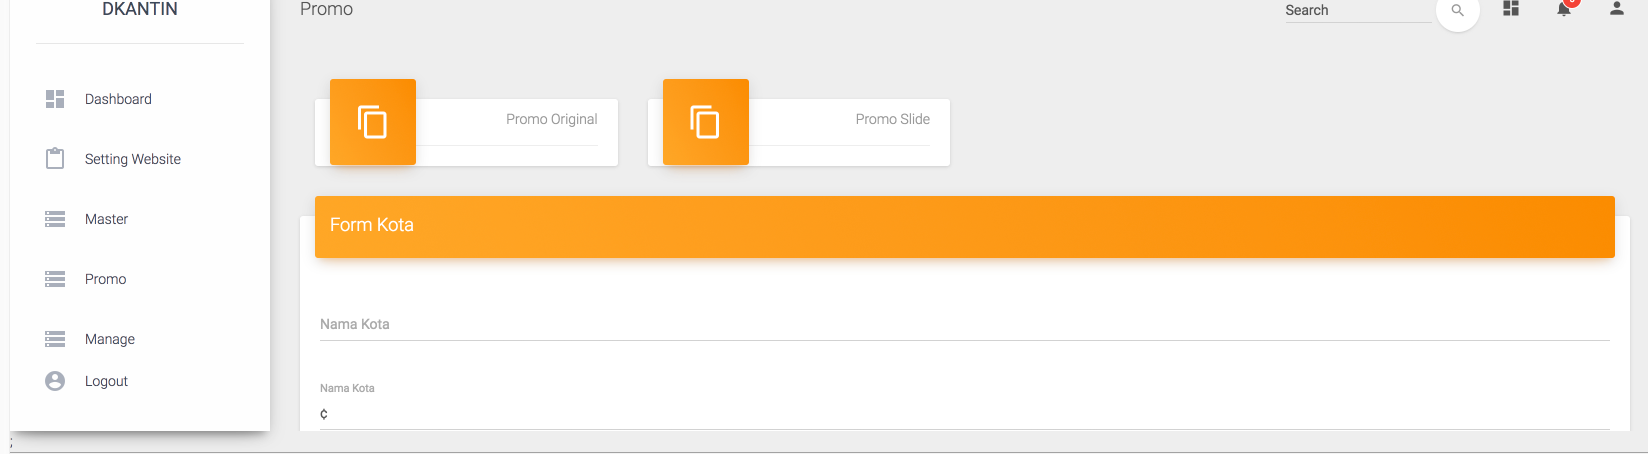 DKANTIN
Promo
Search
Dashboard
Setting Website
Master
Promo
Manage
Logout
Promo Original
Promo Slide
Form Kota
Nama Kota
Nama Kota
¢
;